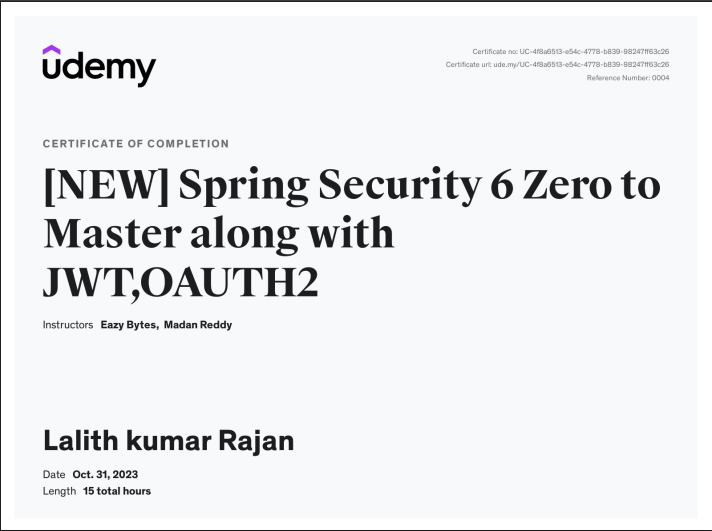 udemy
Certificate no: UC-4f8a6513-e54c-4778-b839-98247ff63c26
Certificate url: ude.my/UC-4f8a6513-e54c-4778-b839-98247ff63c26
Reference Number: 0004
CERTIFICATE OF COMPLETION
[NEW] Spring Security 6 Zero to
Master along with
JWT,OAUTH2
Instructors Eazy Bytes, Madan Reddy
Lalith kumar Rajan
Date Oct. 31, 2023
Length 15 total hours